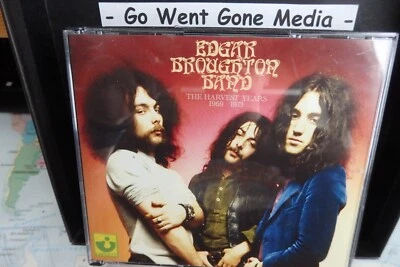 - Go Went Gone Media -
EDGAR
BROUGHTON
BAND
THE HARVEST YEARS
1969 - 1973